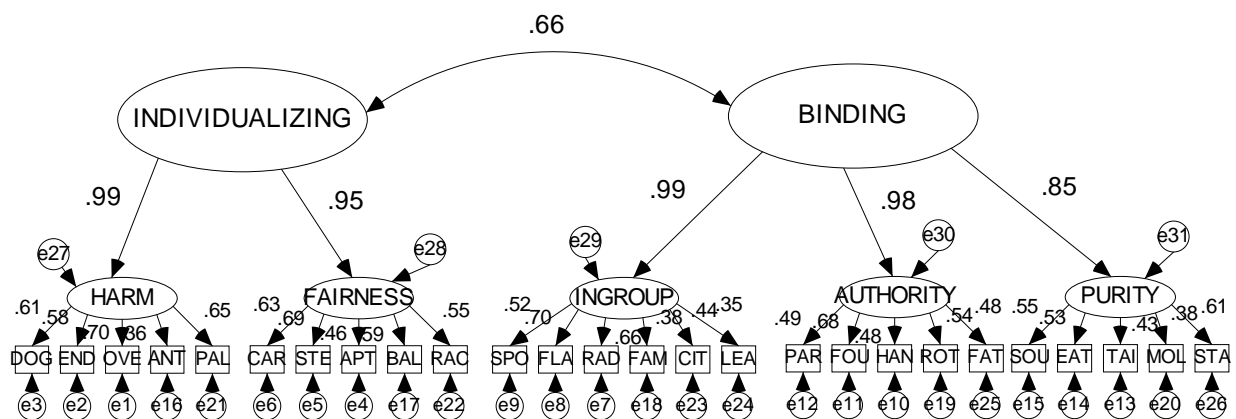 .66
INDIVIDUALIZING BINDING
.99 .95 .99 .98 .85
e27 e28 e29 e30 e31
HARM FAIRNESS INGROUP AUTHORITY PURITY
.61 .58 .70 .36 .65 .63 .69 .46 .59 .55 .52 .70 .66 .38 .44 .35 .49 .68 .48 .54 .48 .55 .53 .43 .38 .61
DOG END OVE ANT PAL CAR STE APT BAL RAC SPO FLA RAD FAM CIT LEA PAR FOU HAN ROT FAT SOU EAT TAI MOL STA
e3 e2 e1 e16 e21 e6 e5 e4 e17 e22 e9 e8 e7 e18 e23 e24 e12 e11 e10 e19 e25 e15 e14 e13 e20 e26